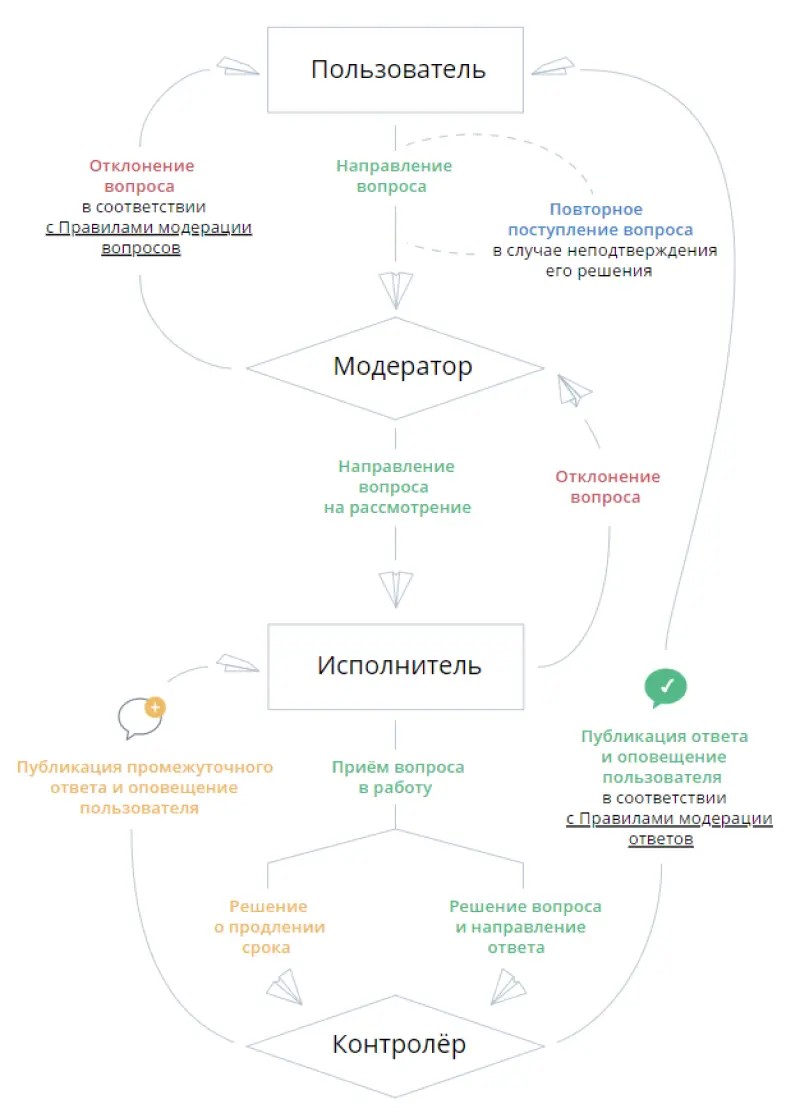 Пользователь
Отклонение
вопроса
в соответствии
с Правилами модерации
вопросов
Направление
вопроса
Повторное
поступление вопроса
в случае неподтверждения
его решения
Модератор
Направление
вопроса
на рассмотрение
Отклонение
вопроса
Исполнитель
Публикация промежуточного
ответа и оповещение
пользователя
Приём вопроса
в работу
Публикация ответа
и оповещение
пользователя
в соответствии
с Правилами модерации
ответов
Решение
о продлении
срока
Решение вопроса
и направление
ответа
Контролёр